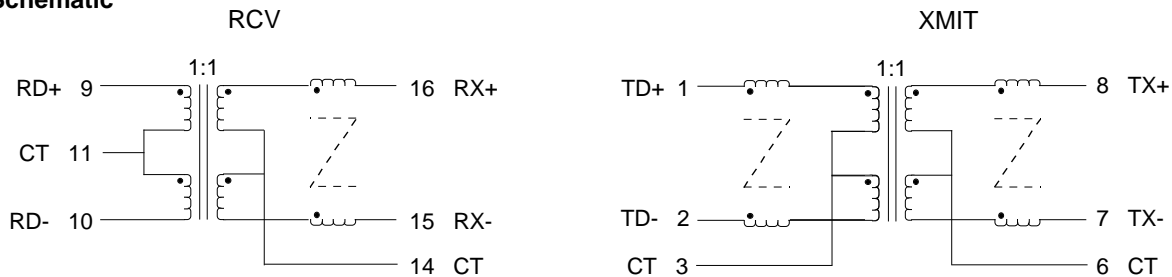 Schematic
RCV
XMIT
1:1
1:1
RD+ 9
16 RX+
TD+ 1
8 TX+
CT 11
RD- 10
15 RX-
TD- 2
7 TX-
14 CT
CT 3
6 CT